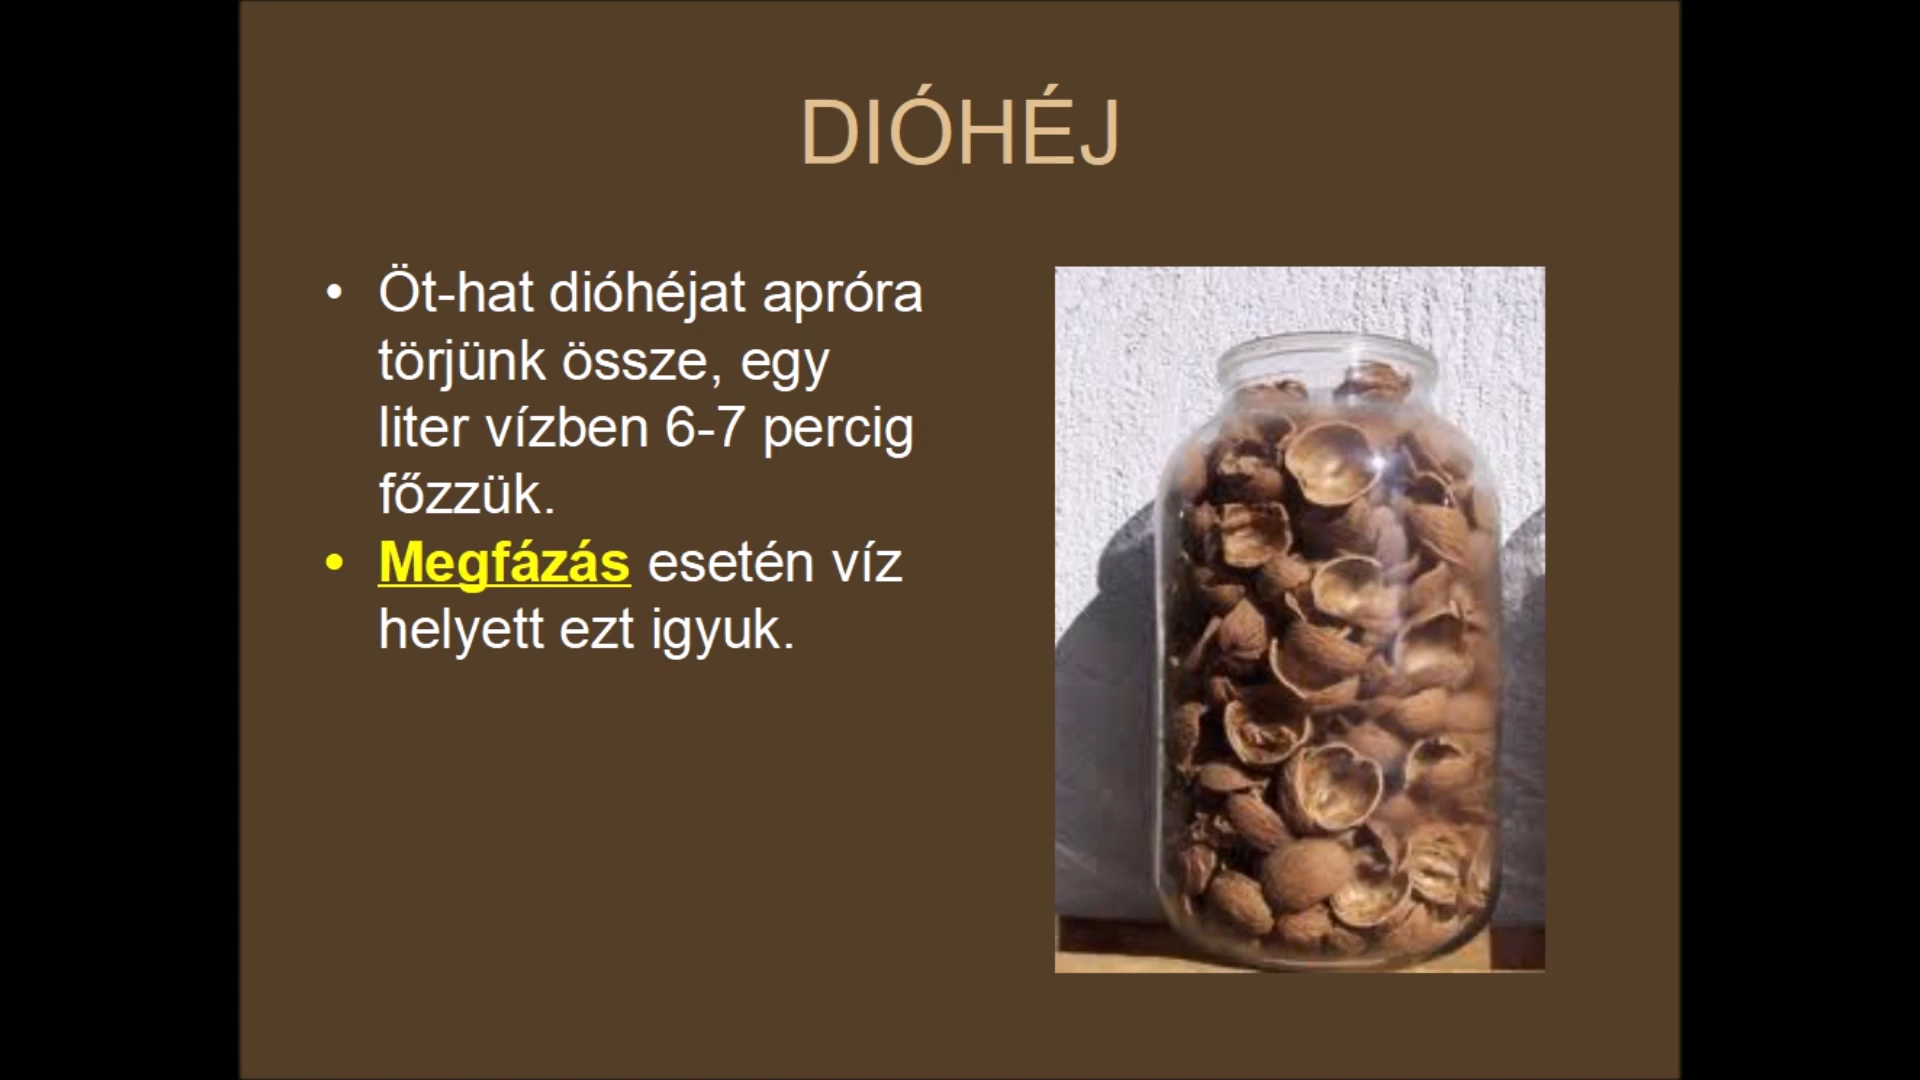 DIÓHÉJ
• Öt-hat dióhéjat apróra
törjünk össze, egy
liter vízben 6-7 percig
főzzük.
• Megfázás esetén víz
helyett ezt igyuk.